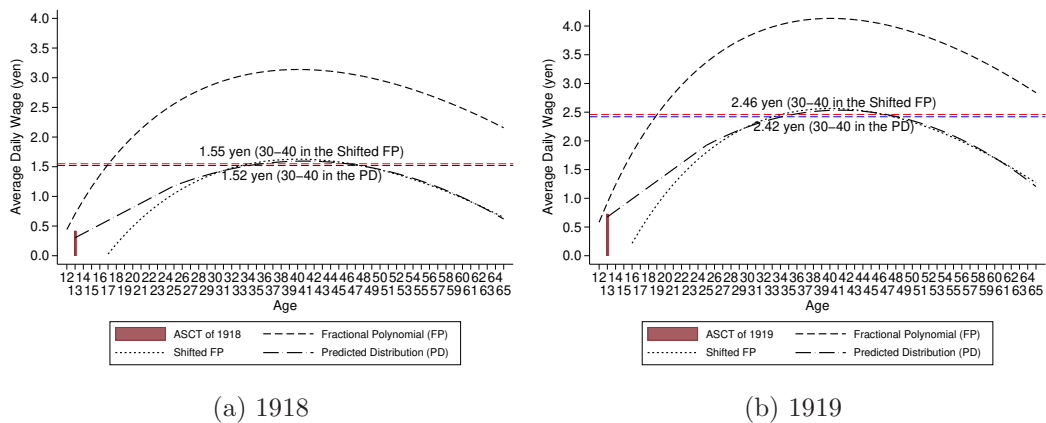 4.0
3.5
3.0
2.5
2.0
1.5
1.0
0.5
0.0
Average Daily Wage (yen)
1.55 yen (30−40 in the Shifted FP)
1.52 yen (30−40 in the PD)
12 14 16 18 20 22 24 26 28 30 32 34 36 38 40 42 44 46 48 50 52 54 56 58 60 62 64
13 15 17 19 21 23 25 27 29 31 33 35 37 39 41 43 45 47 49 51 53 55 57 59 61 63 65
Age
ASCT of 1918
Fractional Polynomial (FP)
Shifted FP
Predicted Distribution (PD)
(a) 1918
4.0
3.5
3.0
2.5
2.0
1.5
1.0
0.5
0.0
Average Daily Wage (yen)
2.46 yen (30−40 in the Shifted FP)
2.42 yen (30−40 in the PD)
12 14 16 18 20 22 24 26 28 30 32 34 36 38 40 42 44 46 48 50 52 54 56 58 60 62 64
13 15 17 19 21 23 25 27 29 31 33 35 37 39 41 43 45 47 49 51 53 55 57 59 61 63 65
Age
ASCT of 1919
Fractional Polynomial (FP)
Shifted FP
Predicted Distribution (PD)
(b) 1919